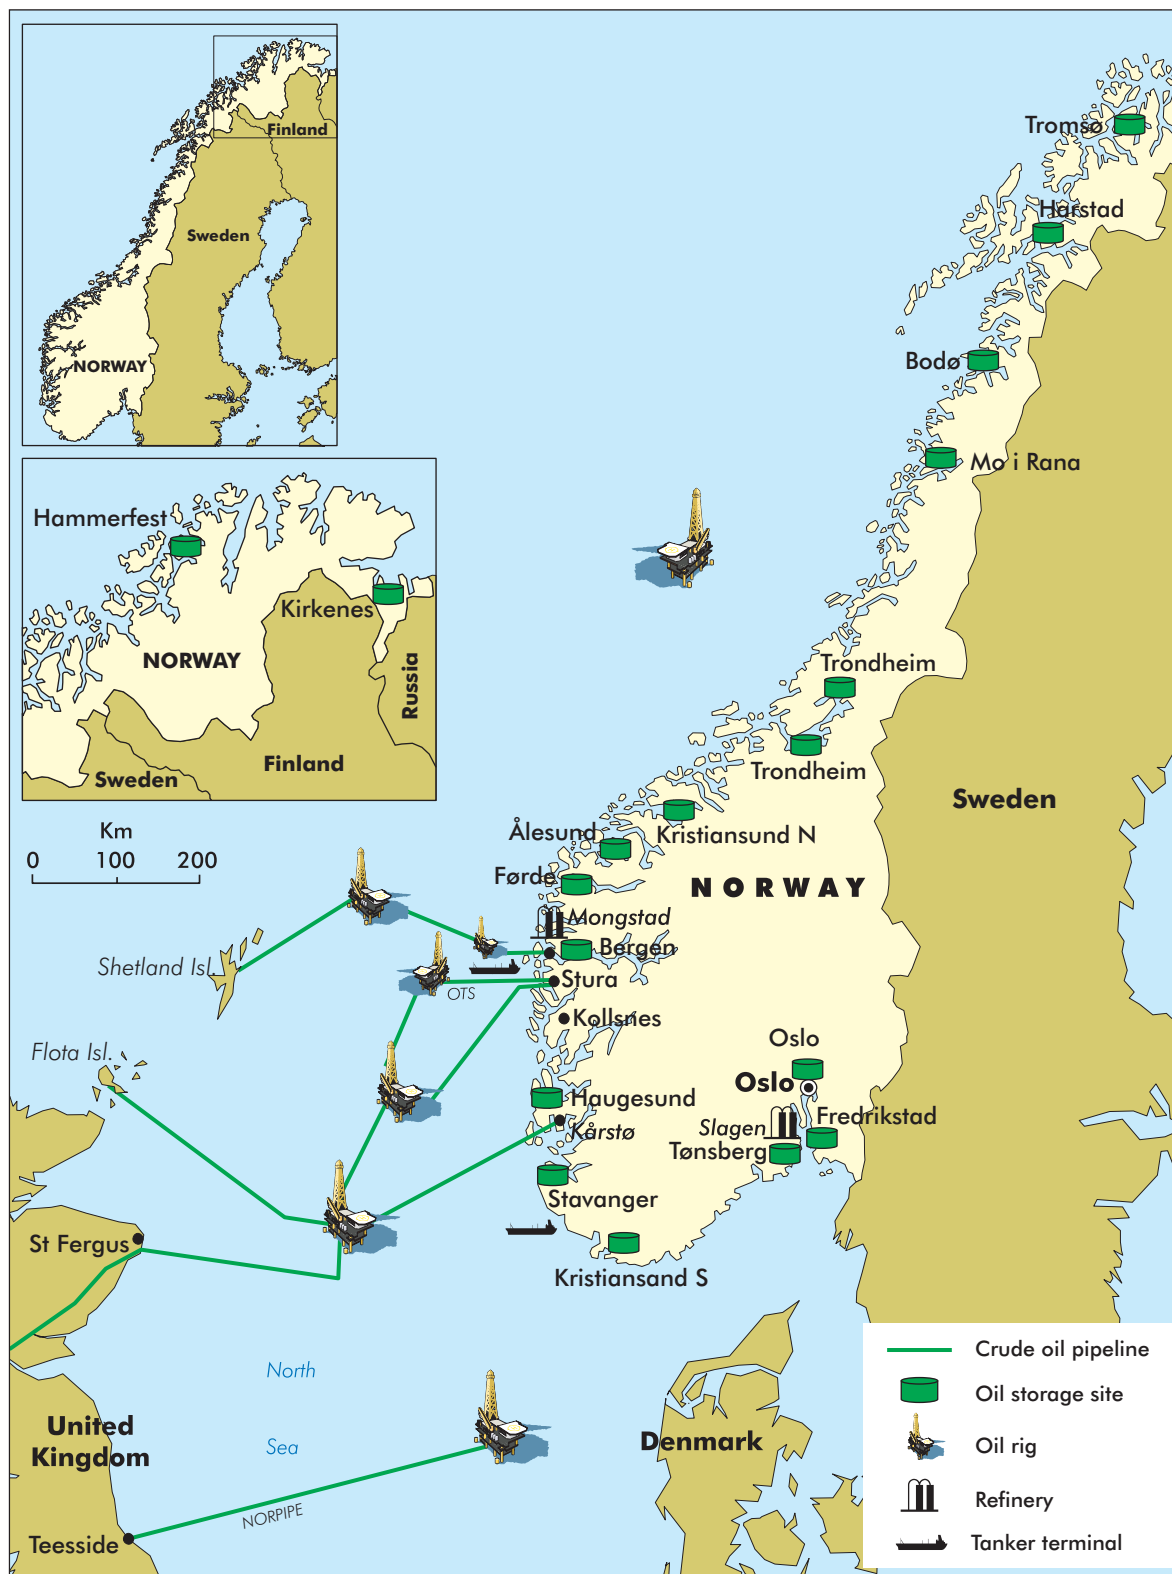 Finland
Sweden
NORWAY
Hammerfest
Kirkenes
NORWAY
Russia
Finland
Sweden
Km
0 100 200
Tromsø
Harstad
Bodø
Mo i Rana
Trondheim
Trondheim
Sweden
Kristiansund N
Ålesund
Førde
NORWAY
Mongstad
Bergen
Shetland Isl.
OTS
Stura
Kollsnes
Flota Isl.
Oslo
Oslo
Haugesund
Fredrikstad
Kårstø
Slagen
Tønsberg
Stavanger
St Fergus
Kristiansand S
North
Sea
United
Kingdom
Denmark
NORPIPE
Teesside
Crude oil pipeline
Oil storage site
Oil rig
Refinery
Tanker terminal